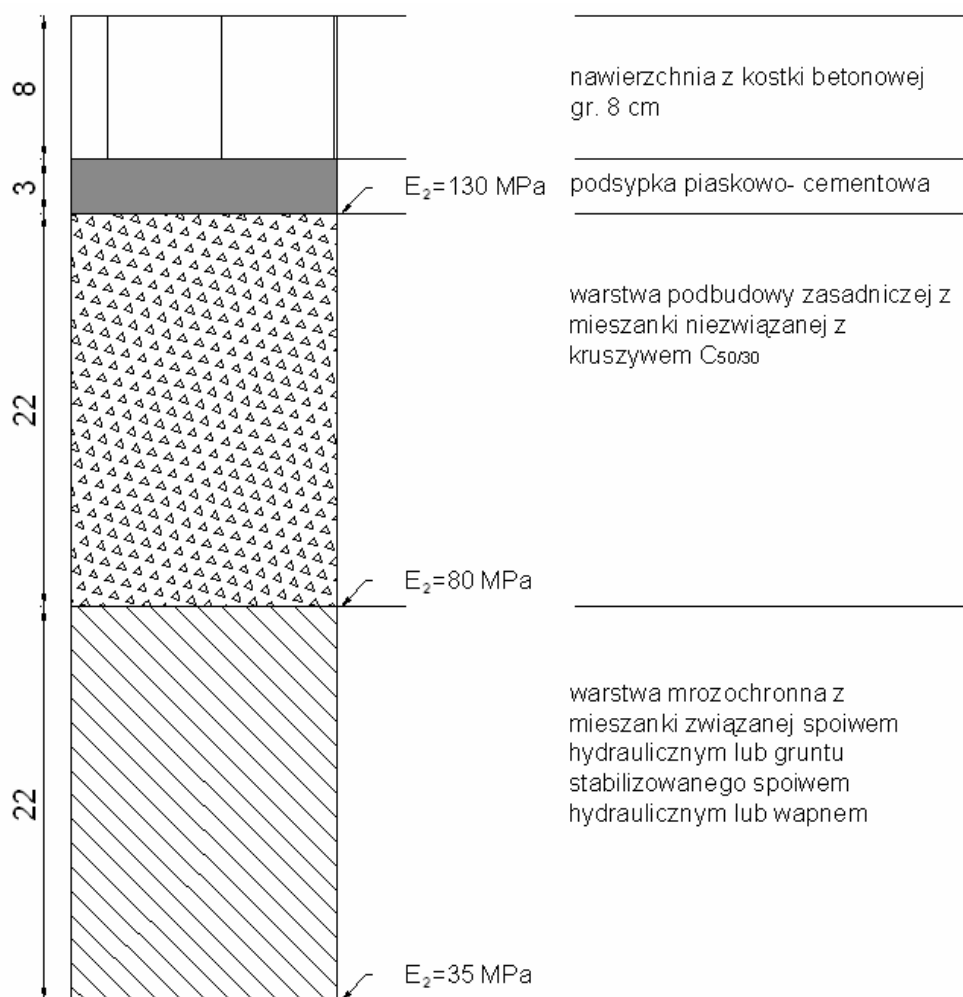 8
nawierzchnia z kostki betonowej
gr. 8 cm
3
E₂=130 MPa
podsypka piaskowo- cementowa
22
warstwa podbudowy zasadniczej z
mieszanki niezwiązanej z
kruszywem C50/30
E₂=80 MPa
22
warstwa mrozochronna z
mieszanki związanej spoiwem
hydraulicznym lub gruntu
stabilizowanego spoiwem
hydraulicznym lub wapnem
E₂=35 MPa